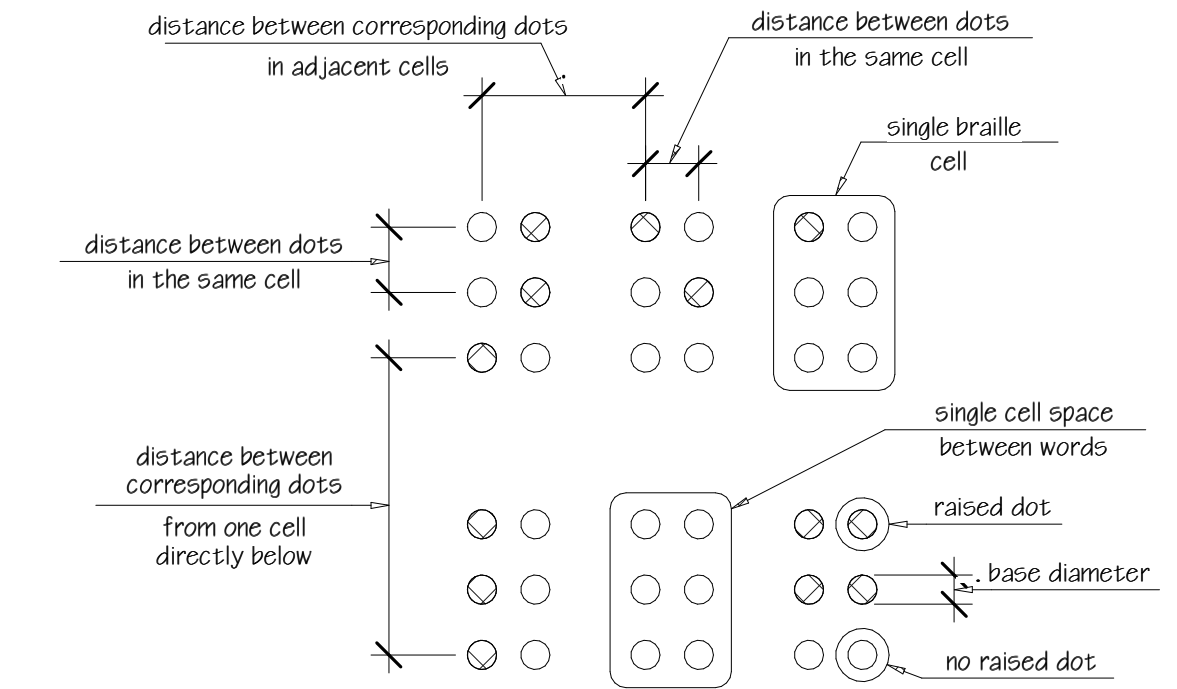 distance between corresponding dots
in adjacent cells
distance between dots
in the same cell
single braille
cell
distance between dots
in the same cell
single cell space
between words
distance between
corresponding dots
from one cell
directly below
raised dot
. base diameter
no raised dot